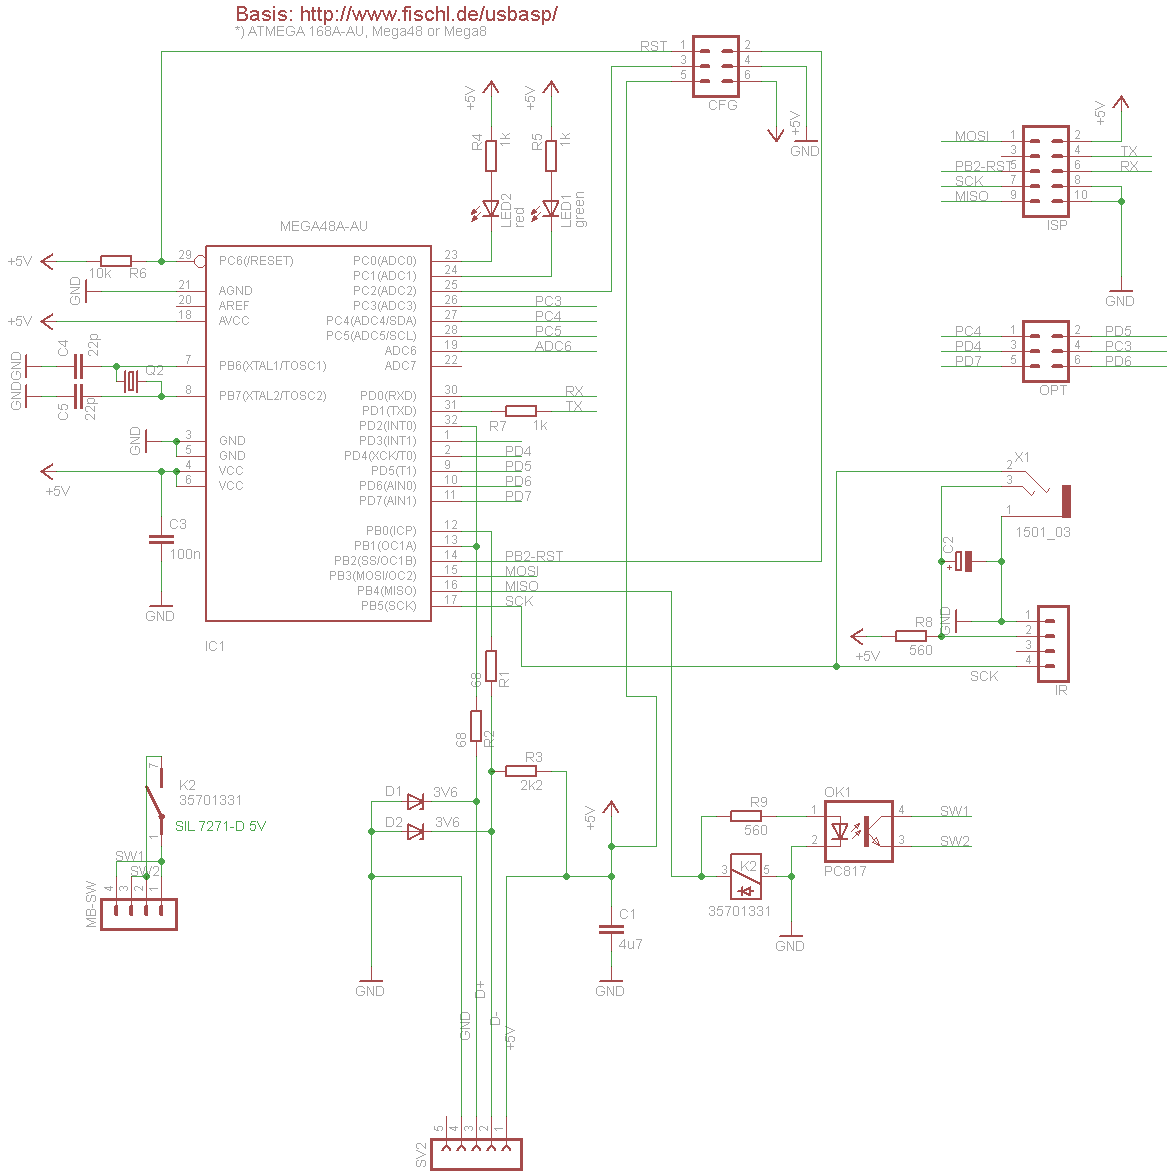 Basis: http://www.fischl.de/usbasp/
*) ATMEGA 168A-AU, Mega48 or Mega8
RST 1 2
3 4
5 6
CFG
+5V
GND
+5V
+5V
R4 1k
R5 1k
LED2
red
LED1
green
+5V
MOSI 1 2
3 4 TX
PB2-RST 5 6 RX
SCK 7 8
MISO 9 10
ISP
GND
MEGA48A-AU
+5V 10k R6 29 PC6(/RESET) PC0(ADC0) 23
PC1(ADC1) 24
GND 21 AGND PC2(ADC2) 25
20 AREF PC3(ADC3) 26 PC3
+5V 18 AVCC PC4(ADC4/SDA) 27 PC4
PC5(ADC5/SCL) 28 PC5
ADC6 19 ADC6
GND C4 22p 7 PB6(XTAL1/TOSC1) ADC7 22
Q2
GND C5 22p 8 PB7(XTAL2/TOSC2) PD0(RXD) 30 RX
PD1(TXD) 31 TX
R7 1k
PD2(INT0) 32
GND 3 GND PD3(INT1) 1
5 GND PD4(XCK/T0) 2 PD4
+5V 4 VCC PD5(T1) 9 PD5
6 VCC PD6(AIN0) 10 PD6
PD7(AIN1) 11 PD7
C3
100n
GND
PB0(ICP) 12
PB1(OC1A) 13
PB2(SS/OC1B) 14 PB2-RST
PB3(MOSI/OC2) 15 MOSI
PB4(MISO) 16 MISO
PB5(SCK) 17 SCK
IC1
PC4 1 2 PD5
PD4 3 4 PC3
PD7 5 6 PD6
OPT
X1
2
3
1
1501_03
C2
+
GND
R8
560
+5V
1
2
3
4
SCK
IR
68 R1
68 R2
R3
2K2
D1 3V6
D2 3V6
+5V
C1
4u7
GND
GND
7
K2
35701331
SIL 7271-D 5V
1
SW1
SW2
4 3 2 1
MB-SW
R9
560
OK1
1 4 SW1
2 3 SW2
PC817
3 K2 5
35701331
GND
GND
D+
D-
+5V
5 4 3 2 1
SV2